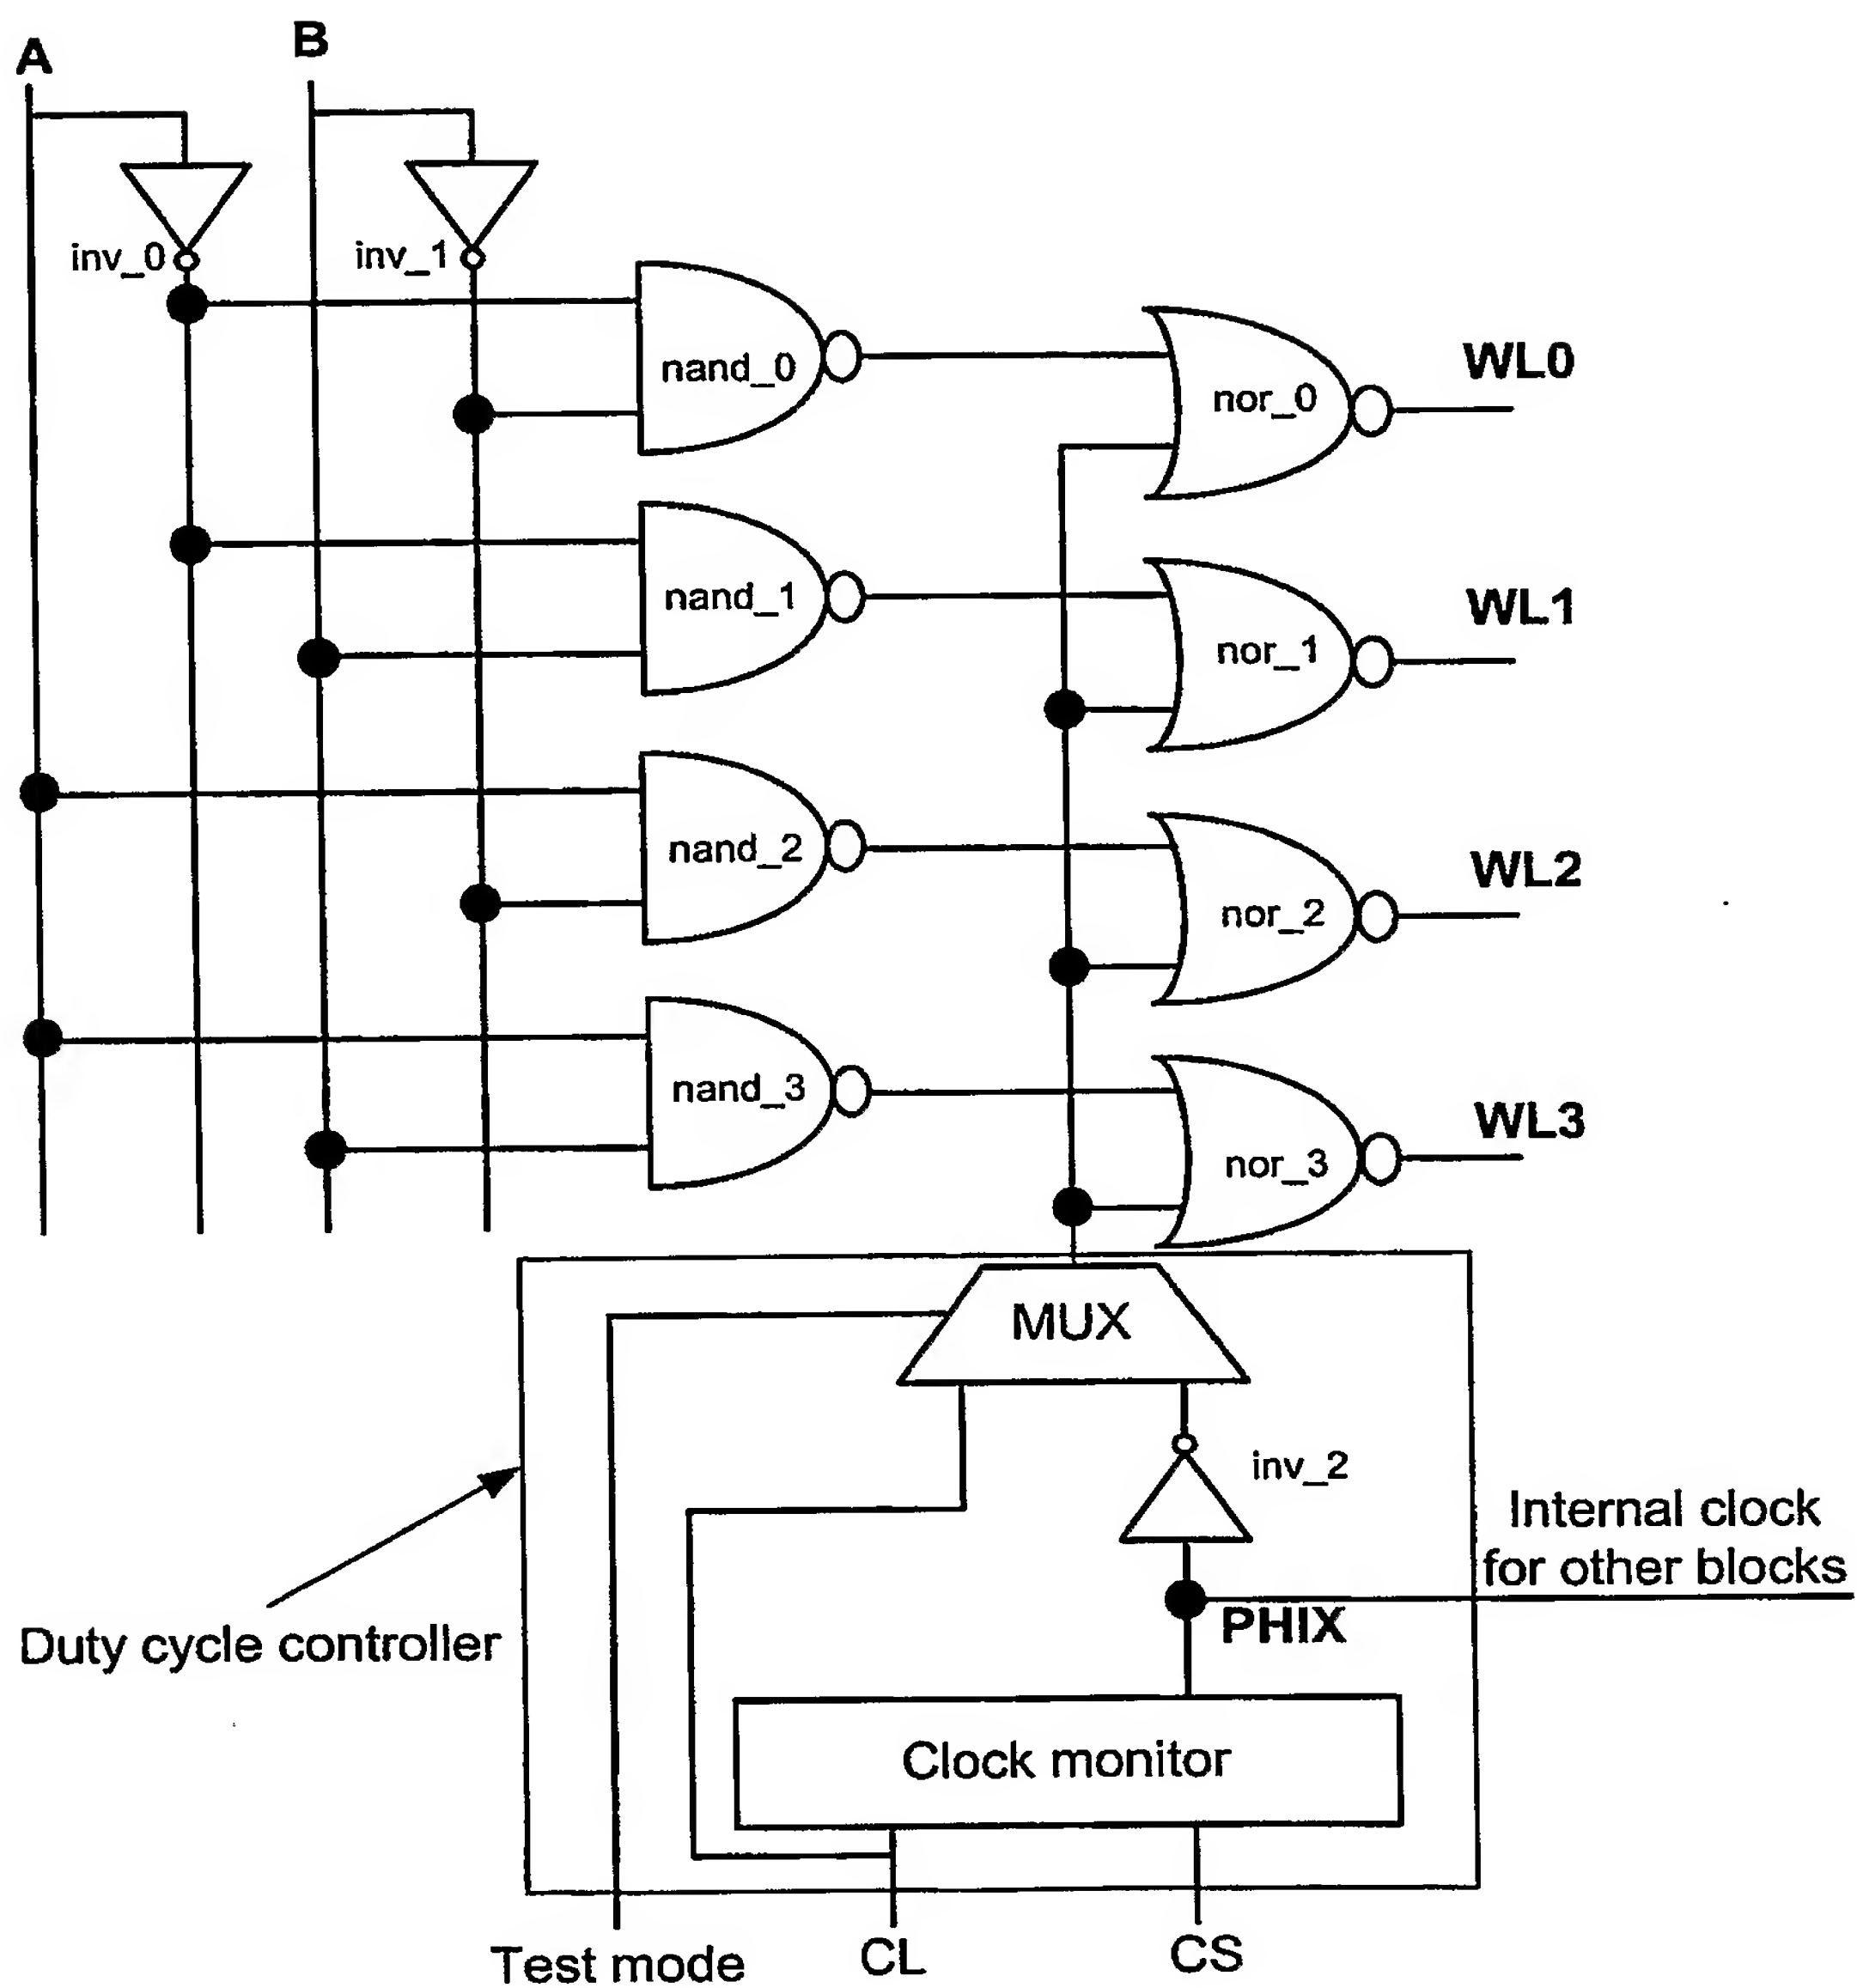 A
B
inv_0
inv_1
nand_0
nor_0
WL0
nand_1
nor_1
WL1
nand_2
nor_2
WL2
nand_3
nor_3
WL3
MUX
inv_2
Internal clock
for other blocks
PHIX
Duty cycle controller
Clock monitor
Test mode
CL
CS